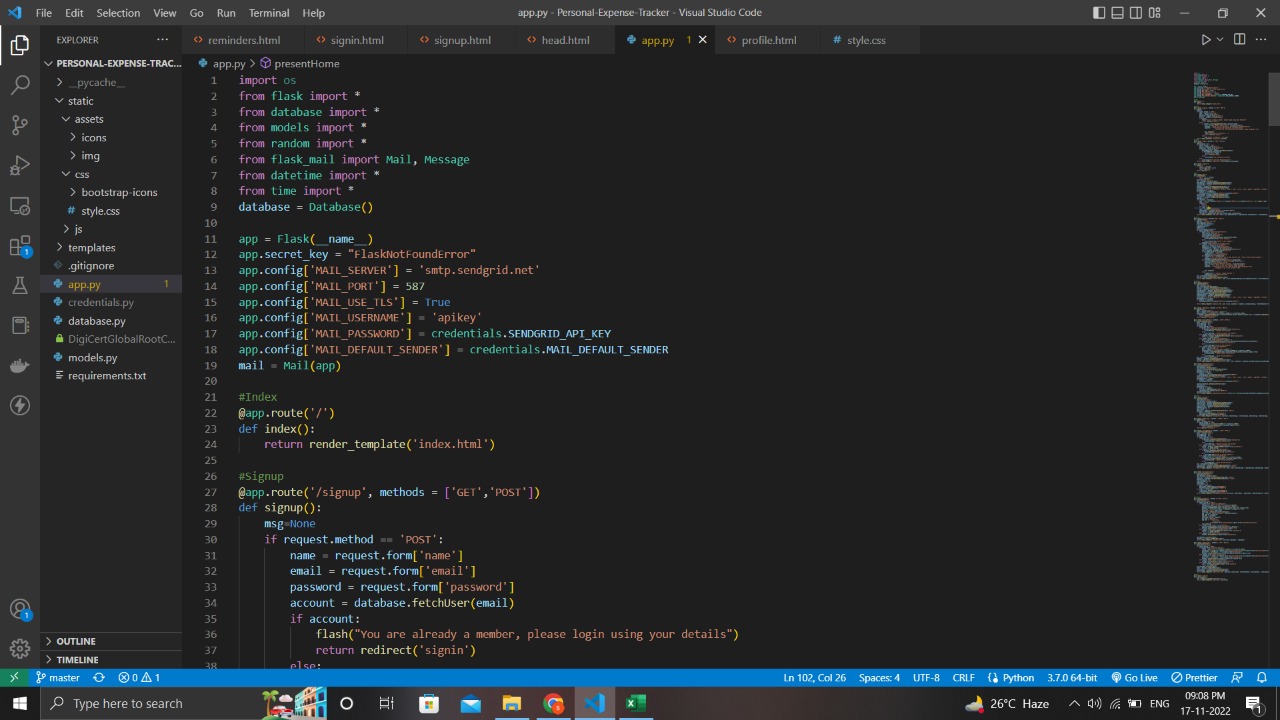 File Edit Selection View Go Run Terminal Help
app.py - Personal-Expense-Tracker - Visual Studio Code
EXPLORER
PERSONAL-EXPENSE-TRAC...
__pycache__
static
assets
icons
img
css
bootstrap-icons
# style.css
js
templates
.gitignore
app.py 1
credentials.py
database.py
DigiCertGlobalRootC...
models.py
requirements.txt
OUTLINE
TIMELINE
reminders.html signin.html signup.html head.html app.py 1 profile.html # style.css
app.py > presentHome
1 import os
2 from flask import *
3 from database import *
4 from models import *
5 from random import *
6 from flask_mail import Mail, Message
7 from datetime import *
8 from time import *
9 database = Database()
10
11 app = Flask(__name__)
12 app.secret_key = "FlaskNotFoundError"
13 app.config['MAIL_SERVER'] = 'smtp.sendgrid.net'
14 app.config['MAIL_PORT'] = 587
15 app.config['MAIL_USE_TLS'] = True
16 app.config['MAIL_USERNAME'] = 'apikey'
17 app.config['MAIL_PASSWORD'] = credentials.SENDGRID_API_KEY
18 app.config['MAIL_DEFAULT_SENDER'] = credentials.MAIL_DEFAULT_SENDER
19 mail = Mail(app)
20
21 #Index
22 @app.route('/')
23 def index():
24 return render_template('index.html')
25
26 #Signup
27 @app.route('/signup', methods = ['GET','POST'])
28 def signup():
29 msg=None
30 if request.method == 'POST':
31 name = request.form['name']
32 email = request.form['email']
33 password = request.form['password']
34 account = database.fetchUser(email)
35 if account:
36 flash("You are already a member, please login using your details")
37 return redirect('signin')
38 else:
master 0 1 Ln 102, Col 26 Spaces: 4 UTF-8 CRLF Python 3.7.0 64-bit Go Live Prettier
Type here to search
26°C Haze ENG 09:08 PM 17-11-2022 1